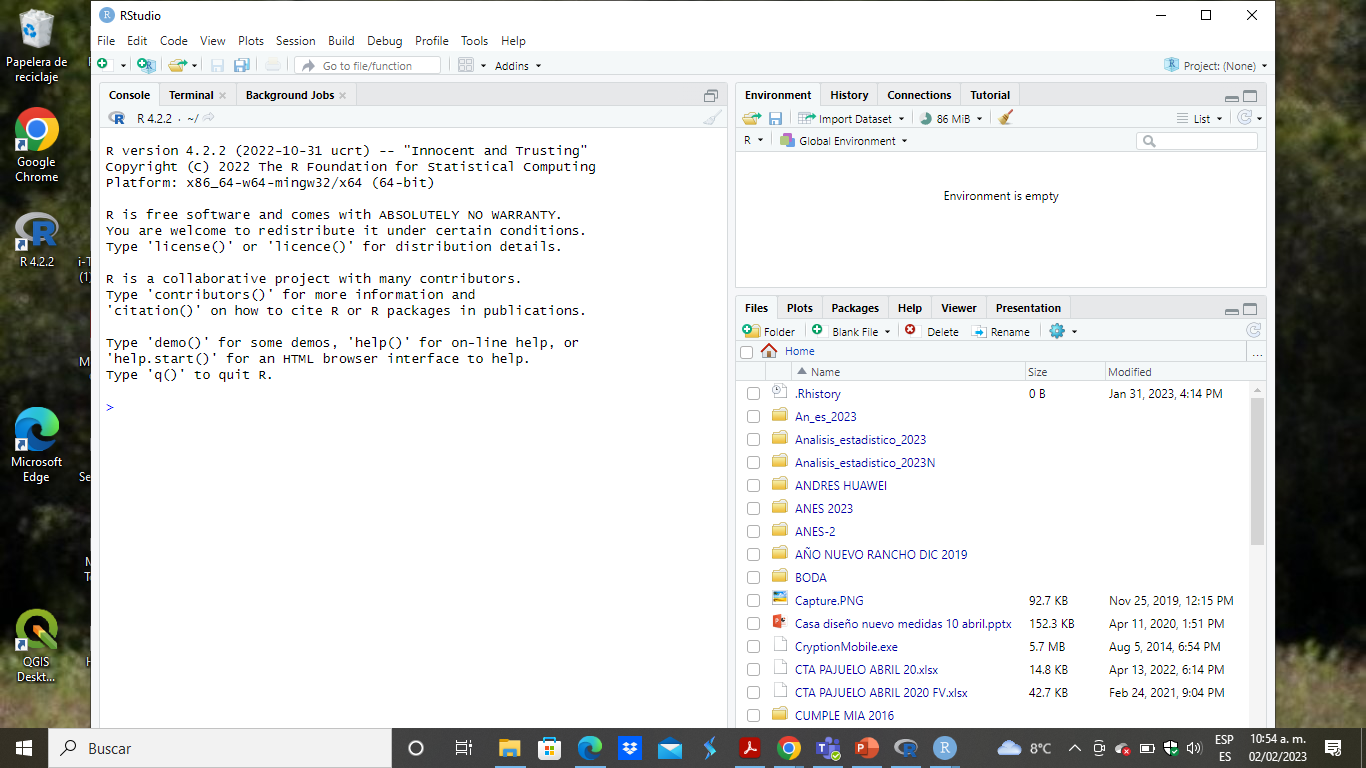 RStudio
File Edit Code View Plots Session Build Debug Profile Tools Help
Go to file/function Addins Project: (None)
Console Terminal Background Jobs
R 4.2.2 · ~/
R version 4.2.2 (2022-10-31 ucrt) -- "Innocent and Trusting"
Copyright (C) 2022 The R Foundation for Statistical Computing
Platform: x86_64-w64-mingw32/x64 (64-bit)
R is free software and comes with ABSOLUTELY NO WARRANTY.
You are welcome to redistribute it under certain conditions.
Type 'license()' or 'licence()' for distribution details.
R is a collaborative project with many contributors.
Type 'contributors()' for more information and
'citation()' on how to cite R or R packages in publications.
Type 'demo()' for some demos, 'help()' for on-line help, or
'help.start()' for an HTML browser interface to help.
Type 'q()' to quit R.
>
Environment History Connections Tutorial
Import Dataset 86 MiB List
R Global Environment
Environment is empty
Files Plots Packages Help Viewer Presentation
Folder Blank File Delete Rename
Home ...
Name Size Modified
.Rhistory 0 B Jan 31, 2023, 4:14 PM
An_es_2023
Analisis_estadistico_2023
Analisis_estadistico_2023N
ANDRES HUAWEI
ANES 2023
ANES-2
AÑO NUEVO RANCHO DIC 2019
BODA
Capture.PNG 92.7 KB Nov 25, 2019, 12:15 PM
Casa diseño nuevo medidas 10 abril.pptx 152.3 KB Apr 11, 2020, 1:51 PM
CryptionMobile.exe 5.7 MB Aug 5, 2014, 6:54 PM
CTA PAJUELO ABRIL 20.xlsx 14.8 KB Apr 13, 2022, 6:14 PM
CTA PAJUELO ABRIL 2020 FV.xlsx 42.7 KB Feb 24, 2021, 9:04 PM
CUMPLE MIA 2016
Papelera de
reciclaje
Google
Chrome
R 4.2.2
Microsoft
Edge
QGIS
Deskt...
Buscar
8°C
ESP
ES
10:54 a. m.
02/02/2023